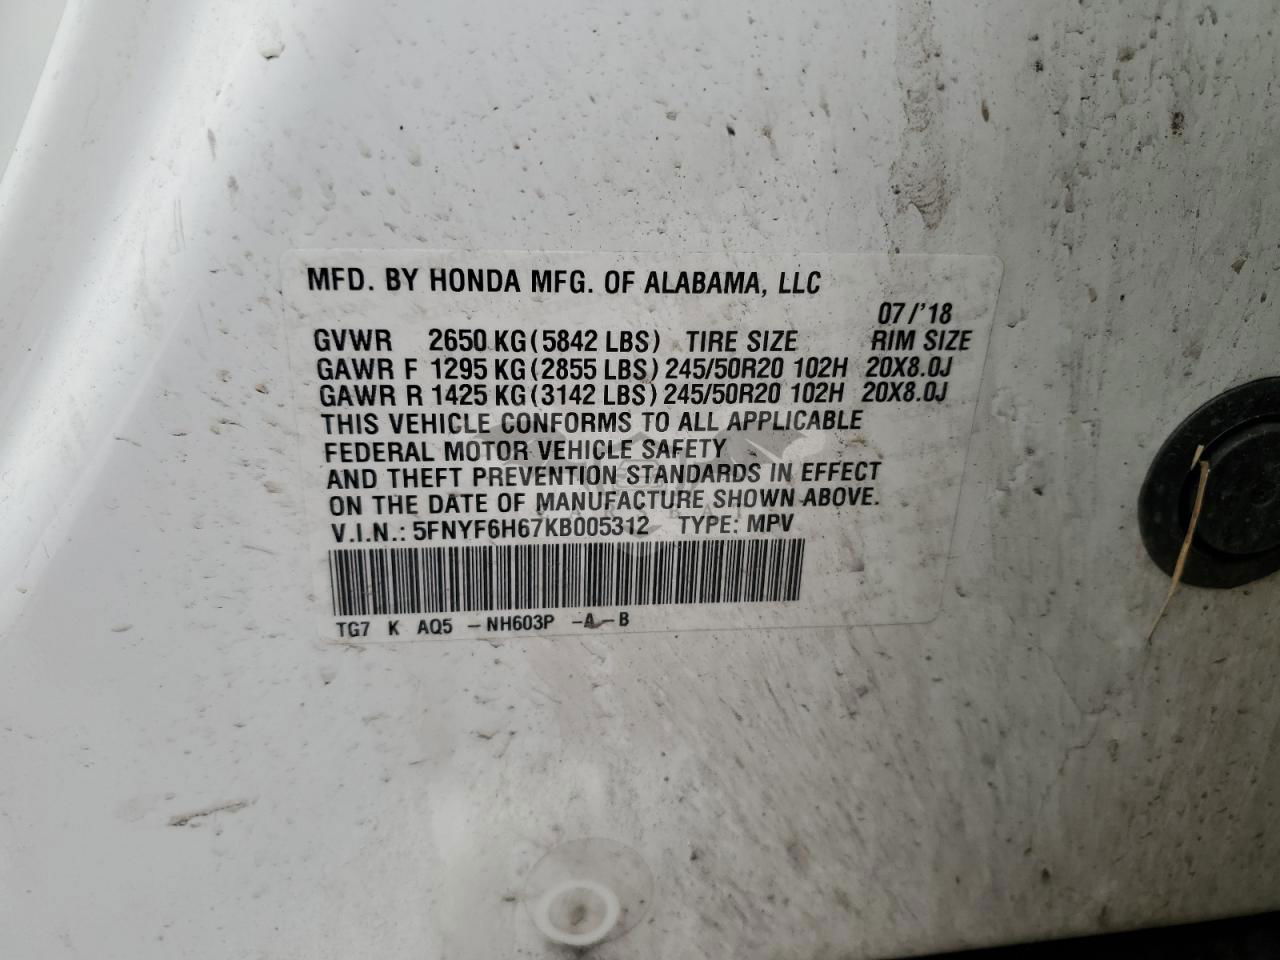 MFD. BY HONDA MFG. OF ALABAMA, LLC
07/'18
GVWR 2650 KG(5842 LBS) TIRE SIZE RIM SIZE
GAWR F 1295 KG(2855 LBS) 245/50R20 102H 20X8.0J
GAWR R 1425 KG(3142 LBS) 245/50R20 102H 20X8.0J
THIS VEHICLE CONFORMS TO ALL APPLICABLE
FEDERAL MOTOR VEHICLE SAFETY
AND THEFT PREVENTION STANDARDS IN EFFECT
ON THE DATE OF MANUFACTURE SHOWN ABOVE.
V.I.N.: 5FNYF6H67KB005312 TYPE: MPV
TG7 K AQ5 -NH603P -A-B